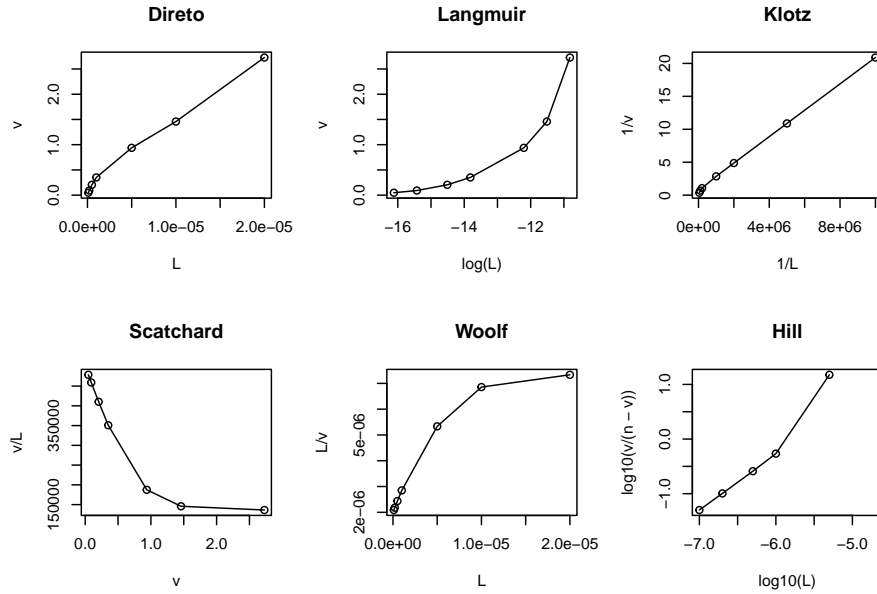 Direto
v
0.0 1.0 2.0
0.0e+00 1.0e-05 2.0e-05
L
Langmuir
v
0.0 1.0 2.0
−16 −14 −12
log(L)
Klotz
1/v
0 5 10 15 20
0e+00 4e+06 8e+06
1/L
Scatchard
v/L
150000 350000
0.0 1.0 2.0
v
Woolf
L/v
2e−06 5e−06
0.0e+00 1.0e−05 2.0e−05
L
Hill
log10(v/(n − v))
−1.0 0.0 1.0
−7.0 −6.0 −5.0
log10(L)